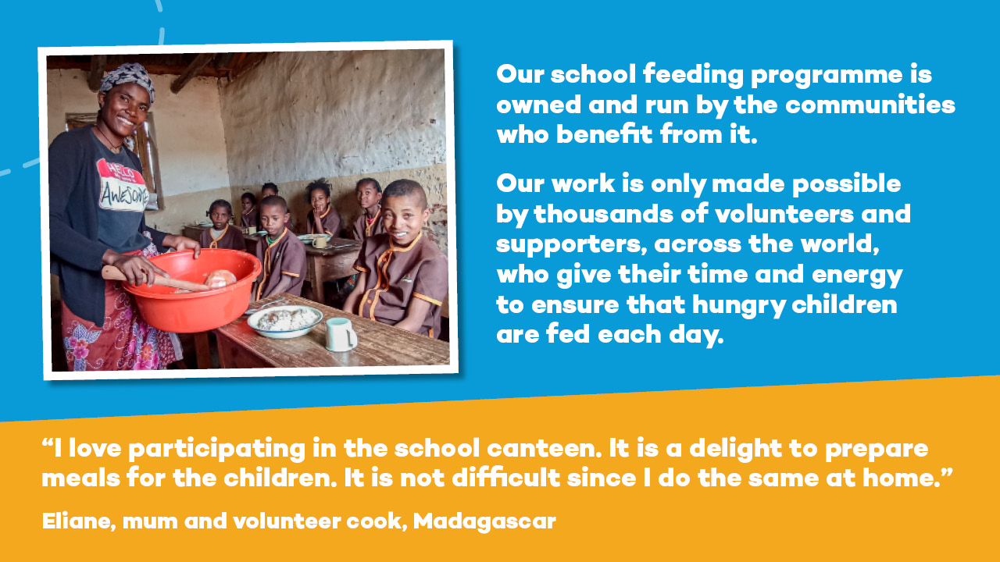 HELLO
AWESOME
Our school feeding programme is
owned and run by the communities
who benefit from it.
Our work is only made possible
by thousands of volunteers and
supporters, across the world,
who give their time and energy
to ensure that hungry children
are fed each day.
“I love participating in the school canteen. It is a delight to prepare
meals for the children. It is not difficult since I do the same at home.”
Eliane, mum and volunteer cook, Madagascar